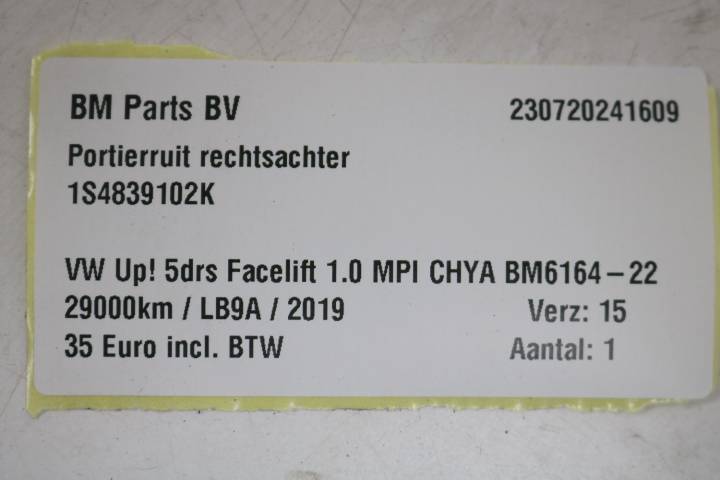 BM Parts BV 230720241609
Portierruit rechtsachter
1S4839102K
VW Up! 5drs Facelift 1.0 MPI CHYA BM6164-22
29000km / LB9A / 2019 Verz: 15
35 Euro incl. BTW Aantal: 1